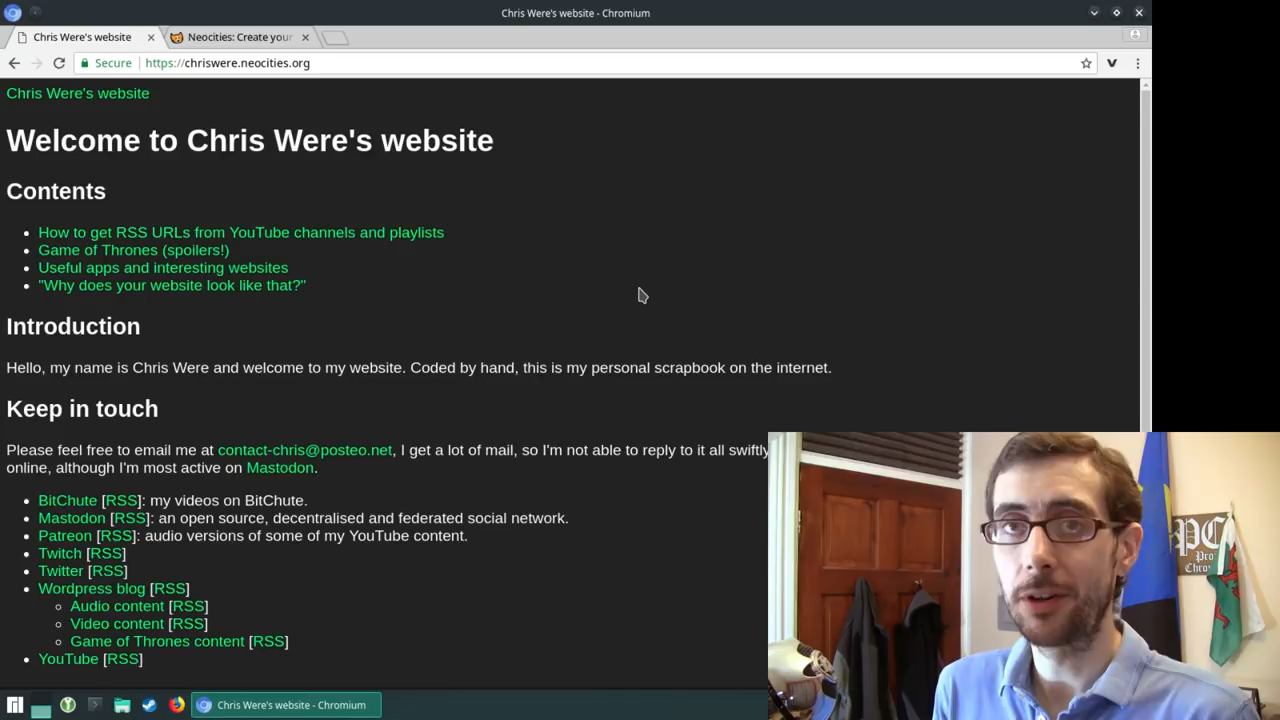 Chris Were's website - Chromium
Chris Were's website
Neocities: Create your
Secure
https://chriswere.neocities.org
Chris Were's website
Welcome to Chris Were's website
Contents
How to get RSS URLs from YouTube channels and playlists
Game of Thrones (spoilers!)
Useful apps and interesting websites
"Why does your website look like that?"
Introduction
Hello, my name is Chris Were and welcome to my website. Coded by hand, this is my personal scrapbook on the internet.
Keep in touch
Please feel free to email me at contact-chris@posteo.net, I get a lot of mail, so I'm not able to reply to it all swiftly
online, although I'm most active on Mastodon.
BitChute [RSS]: my videos on BitChute.
Mastodon [RSS]: an open source, decentralised and federated social network.
Patreon [RSS]: audio versions of some of my YouTube content.
Twitch [RSS]
Twitter [RSS]
Wordpress blog [RSS]
Audio content [RSS]
Video content [RSS]
Game of Thrones content [RSS]
YouTube [RSS]
PC
Pro
Chro
Chris Were's website - Chromium